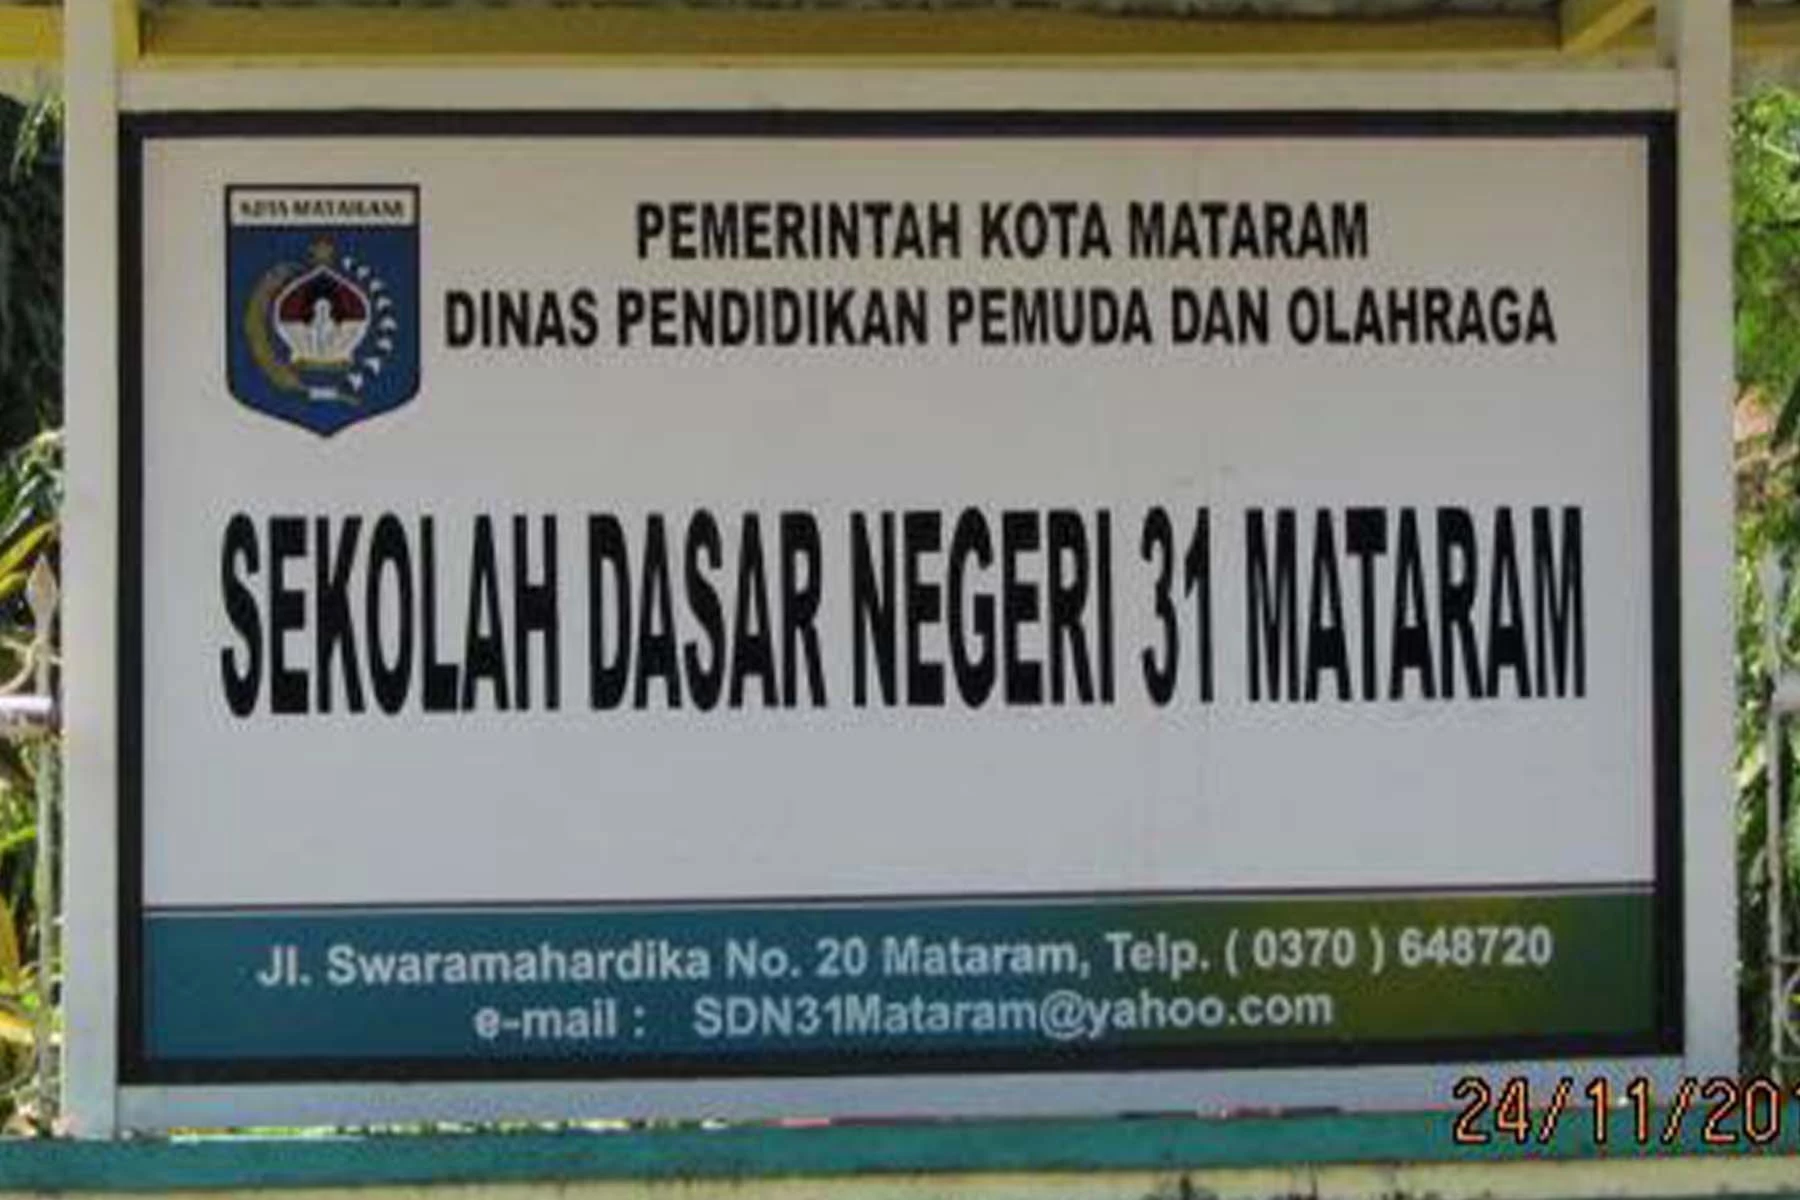 KOTA MATARAM
PEMERINTAH KOTA MATARAM
DINAS PENDIDIKAN PEMUDA DAN OLAHRAGA
SEKOLAH DASAR NEGERI 31 MATARAM
Jl. Swaramahardika No. 20 Mataram, Telp. ( 0370 ) 648720
e-mail : SDN31Mataram@yahoo.com
24/11/201